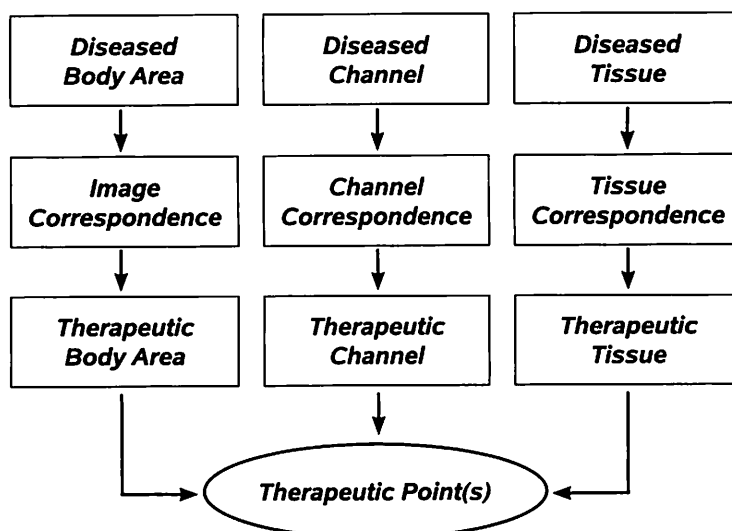 Diseased
Body Area
Diseased
Channel
Diseased
Tissue
Image
Correspondence
Channel
Correspondence
Tissue
Correspondence
Therapeutic
Body Area
Therapeutic
Channel
Therapeutic
Tissue
Therapeutic Point(s)